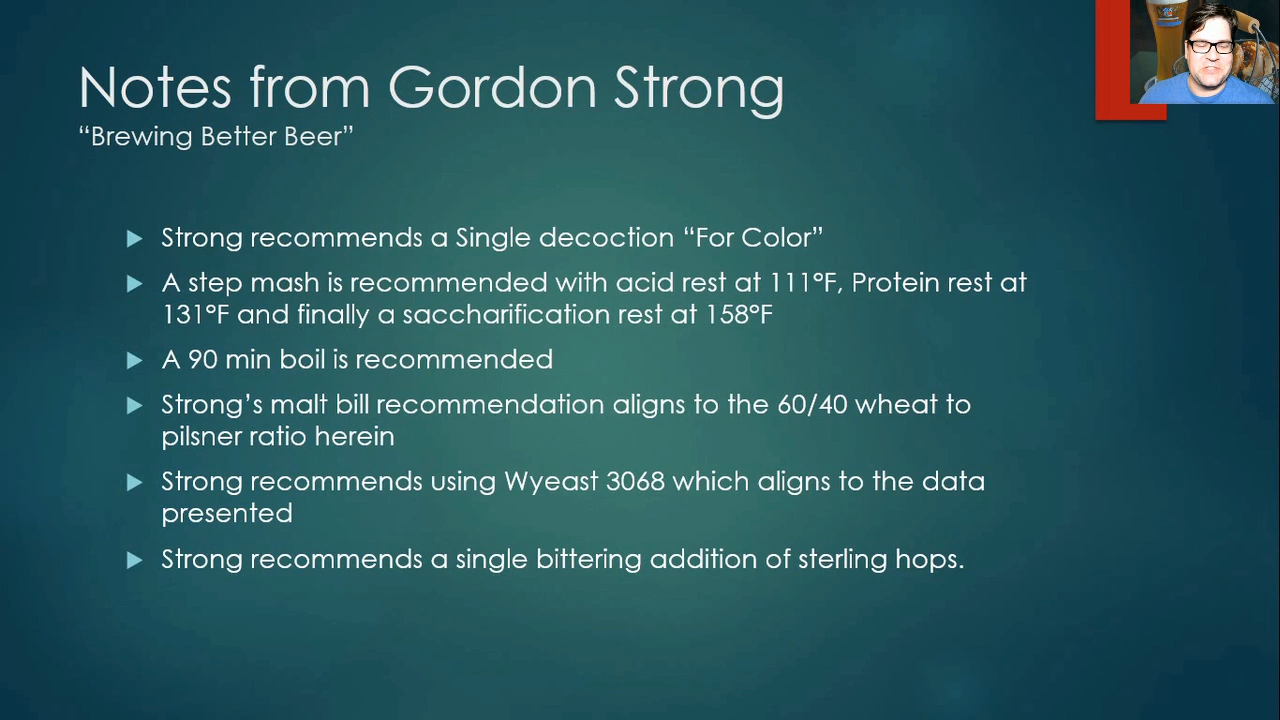 Notes from Gordon Strong
“Brewing Better Beer”
Strong recommends a Single decoction “For Color”
A step mash is recommended with acid rest at 111°F, Protein rest at
131°F and finally a saccharification rest at 158°F
A 90 min boil is recommended
Strong’s malt bill recommendation aligns to the 60/40 wheat to
pilsner ratio herein
Strong recommends using Wyeast 3068 which aligns to the data
presented
Strong recommends a single bittering addition of sterling hops.